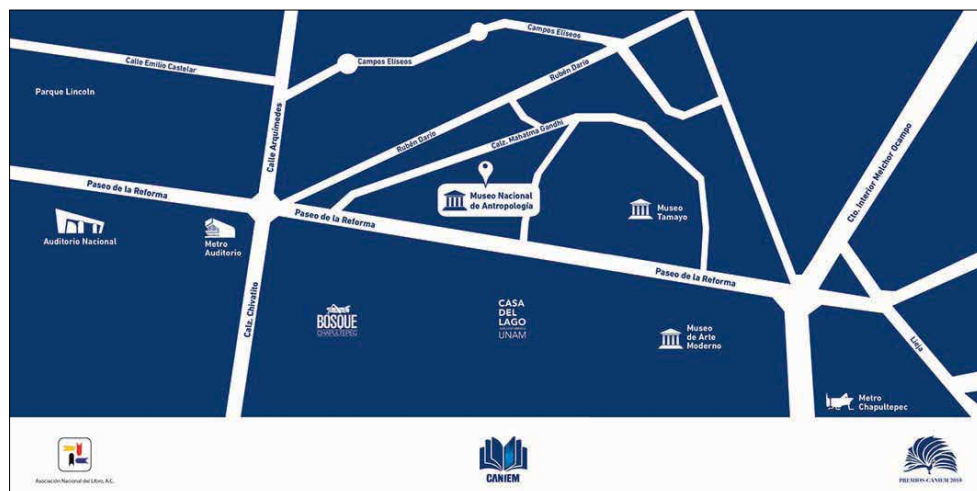 Campos Elíseos
Calle Emilio Castelar
Campos Elíseos
Rubén Darío
Parque Lincoln
Calle Arquímedes
Rubén Darío
Calz. Mahatma Gandhi
Cto. Interior Melchor Ocampo
Paseo de la Reforma
Museo Nacional
de Antropología
Museo
Tamayo
Paseo de la Reforma
Auditorio Nacional
Metro
Auditorio
Paseo de la Reforma
Calz. Chivatito
BOSQUE
CHAPULTEPEC
CASA
DEL
LAGO
UNAM
Museo
de Arte
Moderno
Lieja
Metro
Chapultepec
Asociación Nacional del Libro, A.C.
CANIEM
PREMIOS CANIEM 2018